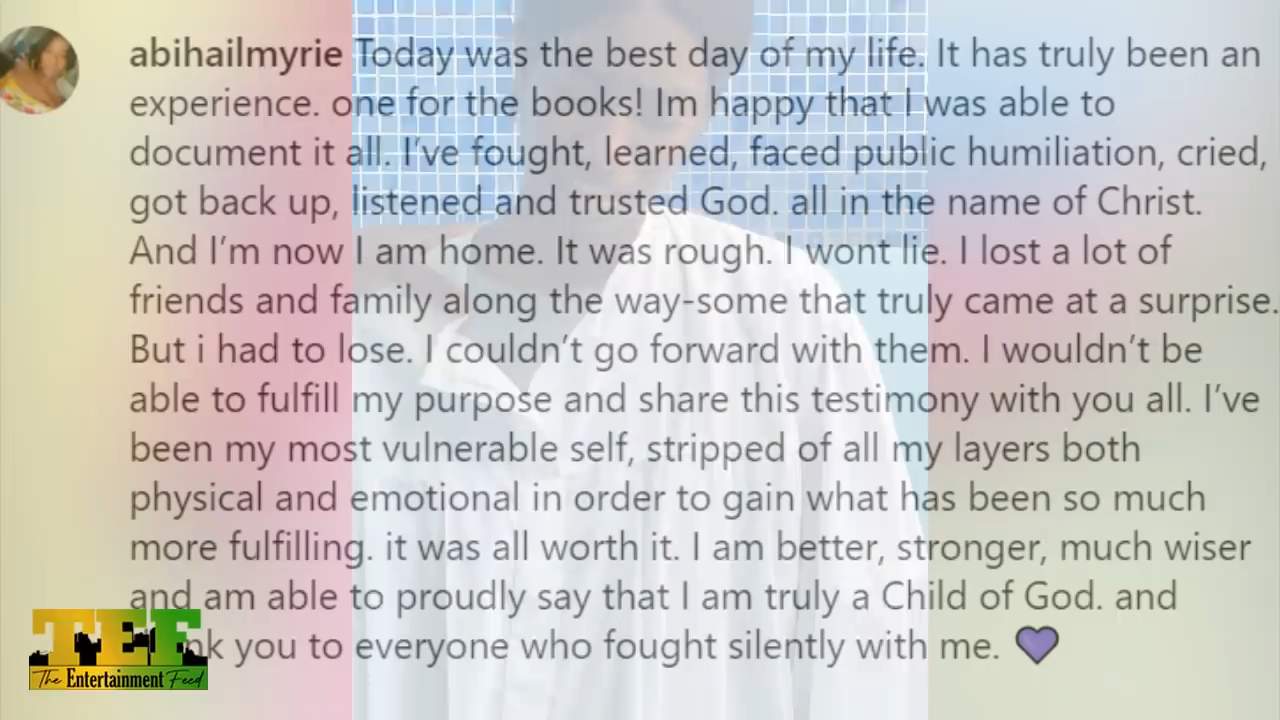 abihailmyrie Today was the best day of my life. It has truly been an
experience. one for the books! Im happy that I was able to
document it all. I've fought, learned, faced public humiliation, cried,
got back up, listened and trusted God. all in the name of Christ.
And I'm now I am home. It was rough. I wont lie. I lost a lot of
friends and family along the way-some that truly came at a surprise.
But i had to lose. I couldn't go forward with them. I wouldn't be
able to fulfill my purpose and share this testimony with you all. I've
been my most vulnerable self, stripped of all my layers both
physical and emotional in order to gain what has been so much
more fulfilling. it was all worth it. I am better, stronger, much wiser
and am able to proudly say that I am truly a Child of God. and
you to everyone who fought silently with me. 💜
TEF
The Entertainment Feed